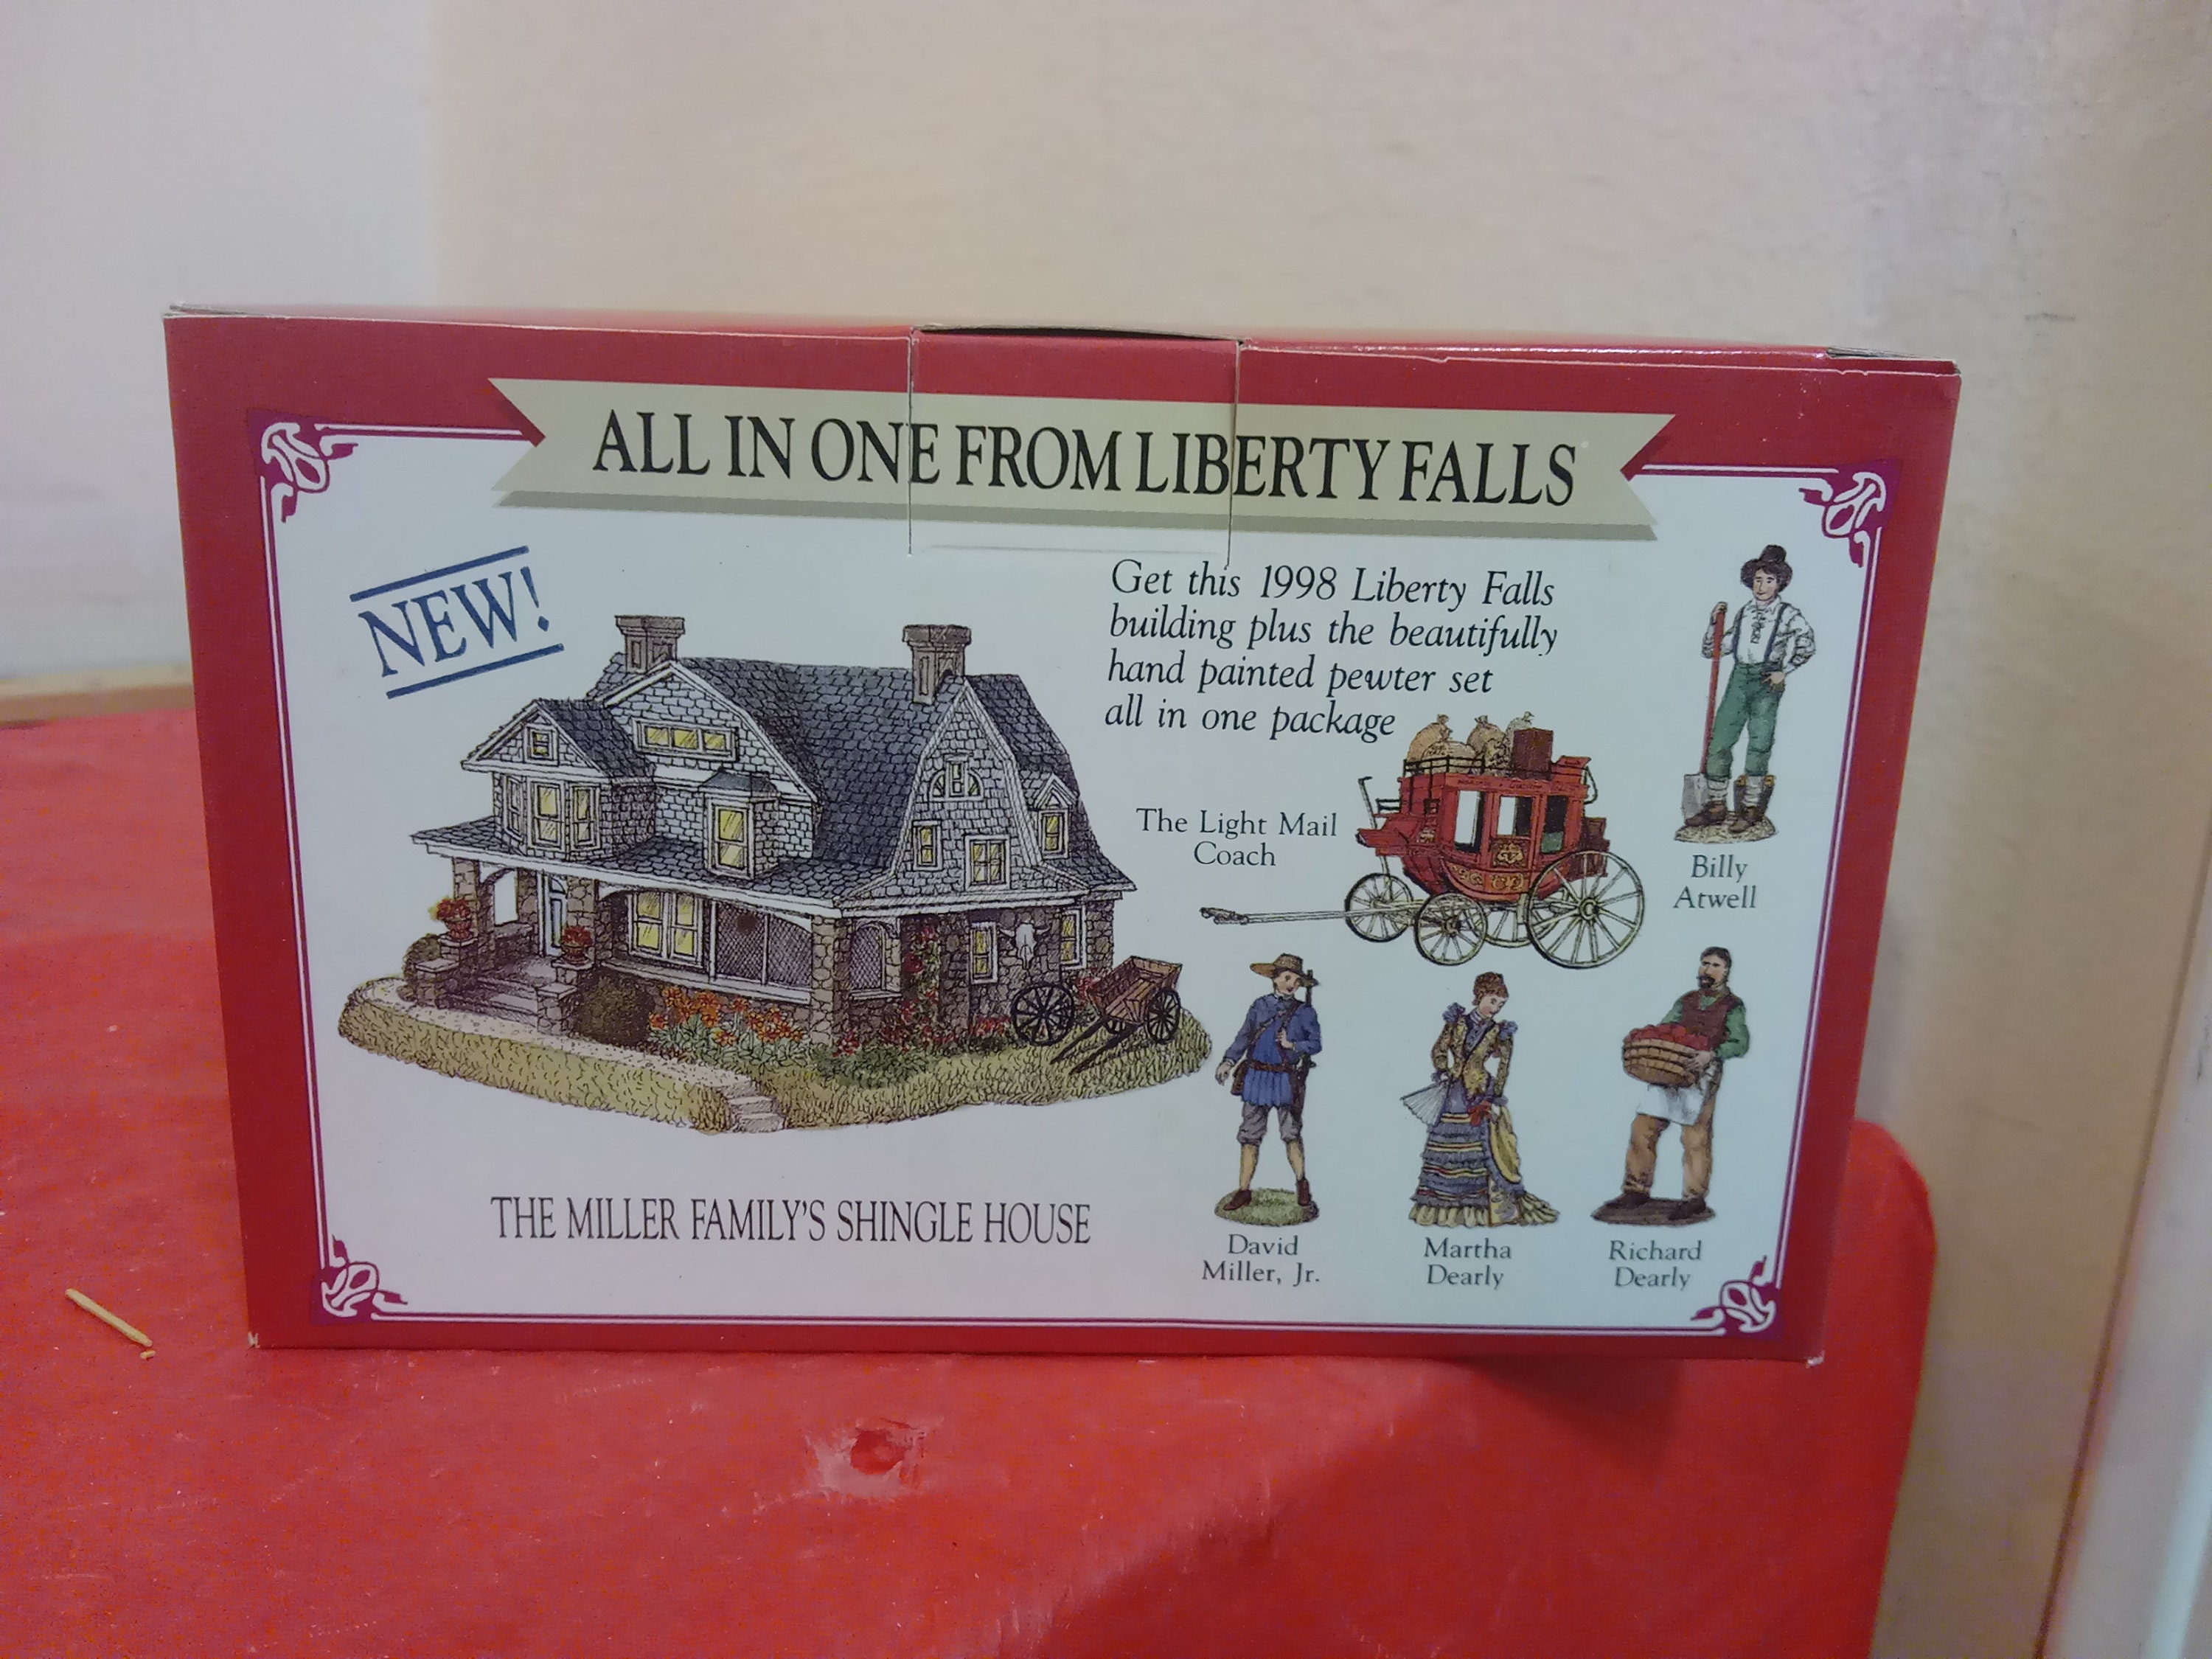 ALL IN ONE FROM LIBERTY FALLS
NEW!
Get this 1998 Liberty Falls
building plus the beautifully
hand painted pewter set
all in one package
The Light Mail
Coach
Billy
Atwell
THE MILLER FAMILY'S SHINGLE HOUSE
David
Miller, Jr.
Martha
Dearly
Richard
Dearly